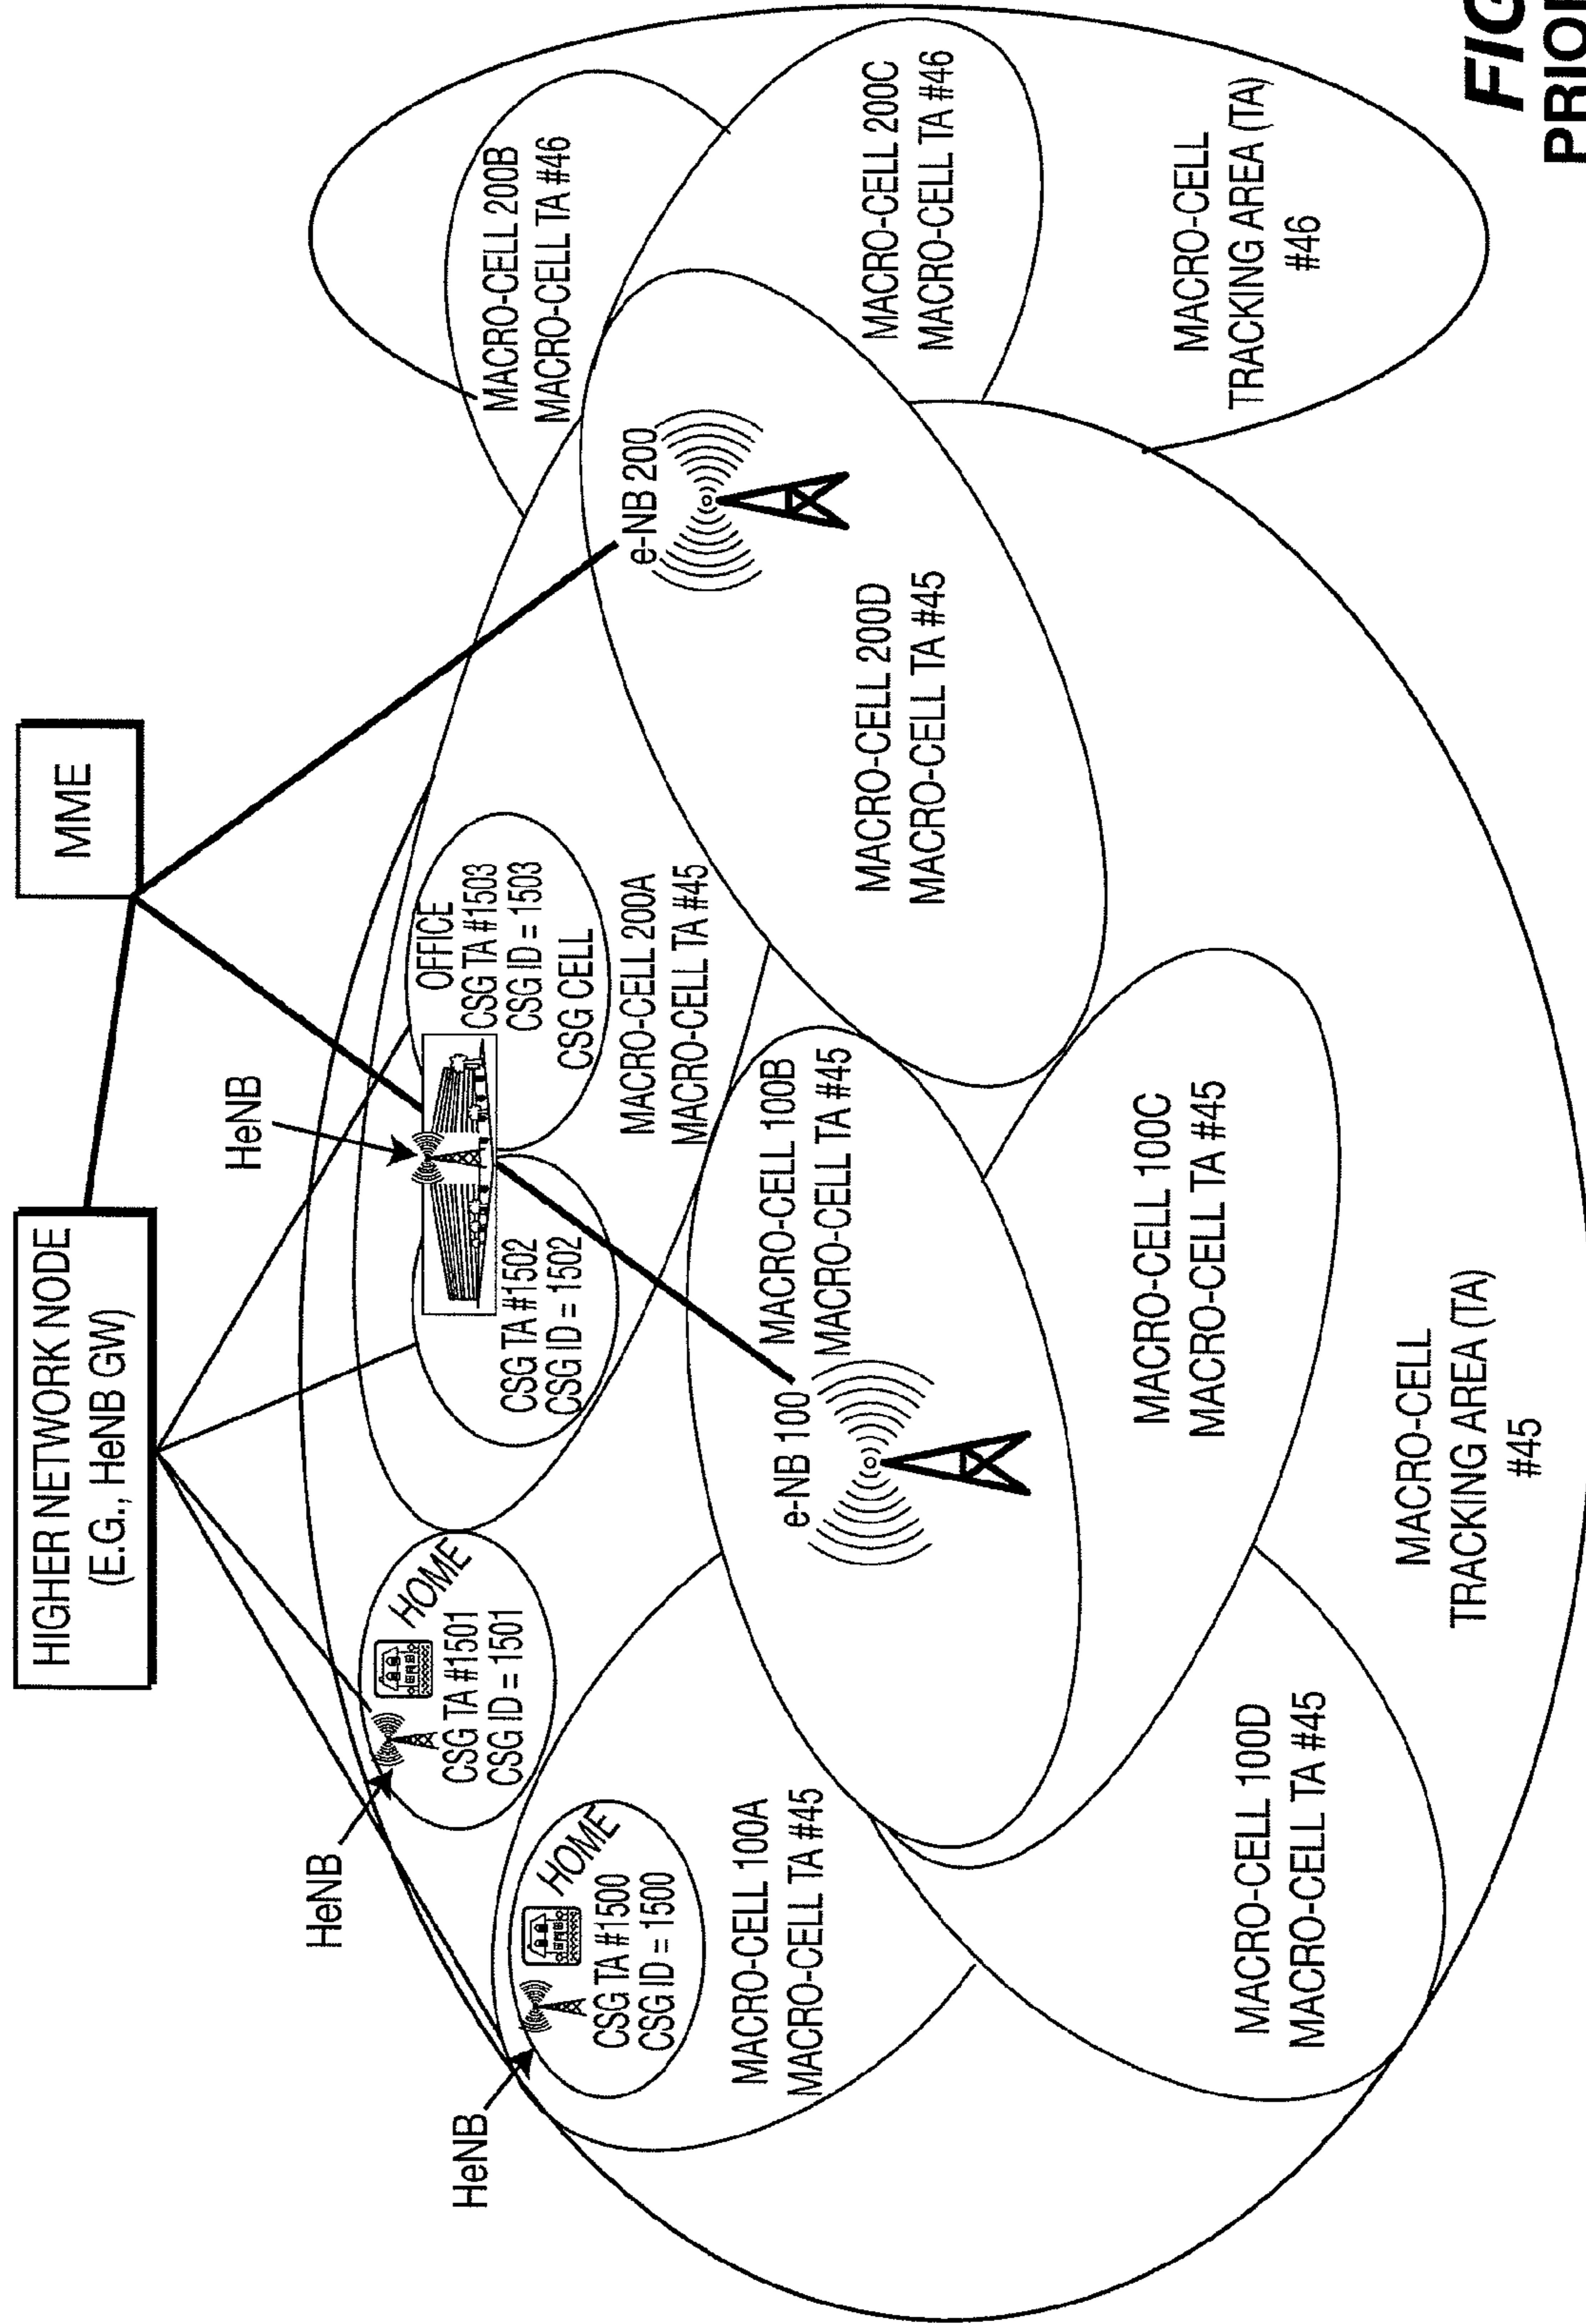 HIGHER NETWORK NODE
(E.G., HeNB GW)
MME
HeNB
HeNB
HeNB
HOME
CSG TA #1501
CSG ID = 1501
HOME
CSG TA #1500
CSG ID = 1500
CSG TA #1502
CSG ID = 1502
OFFICE
CSG TA #1503
CSG ID = 1503
CSG CELL
MACRO-CELL 200A
MACRO-CELL TA #45
MACRO-CELL 200B
MACRO-CELL TA #46
e-NB 200
MACRO-CELL 200C
MACRO-CELL TA #46
MACRO-CELL 200D
MACRO-CELL TA #45
MACRO-CELL 100A
MACRO-CELL TA #45
e-NB 100
MACRO-CELL 100B
MACRO-CELL TA #45
MACRO-CELL 100C
MACRO-CELL TA #45
MACRO-CELL 100D
MACRO-CELL TA #45
MACRO-CELL
TRACKING AREA (TA)
#45
MACRO-CELL
TRACKING AREA (TA)
#46
FIG